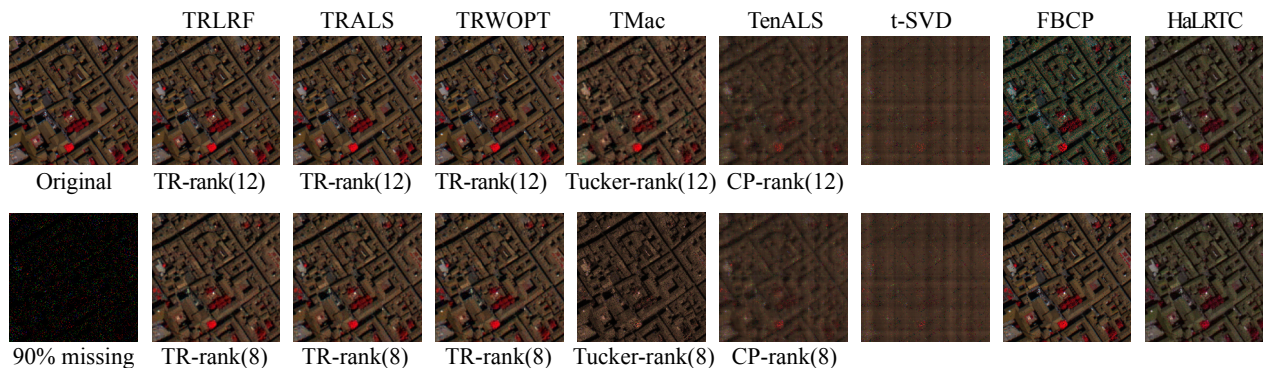 TRLRF TRALS TRWOPT TMac TenALS t-SVD FBCP HaLRTC
Original TR-rank(12) TR-rank(12) TR-rank(12) Tucker-rank(12) CP-rank(12)
90% missing TR-rank(8) TR-rank(8) TR-rank(8) Tucker-rank(8) CP-rank(8)